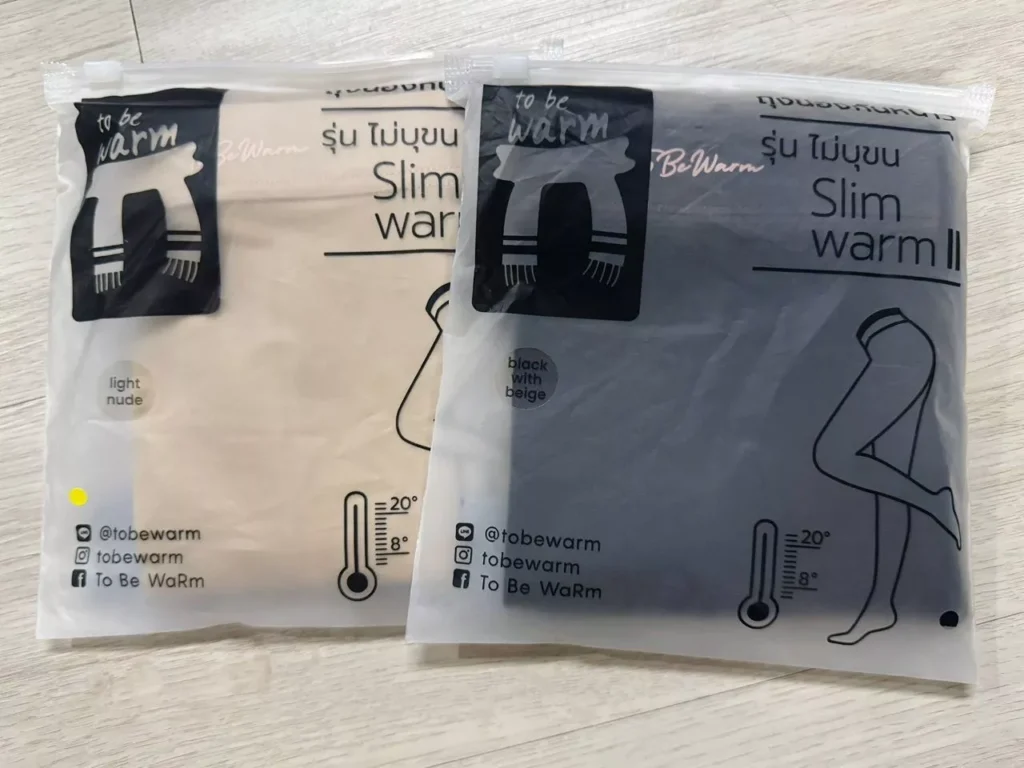 to be
warm
BeWarm
รุ่น ไม่บุขน
Slim
light
nude
20°
8°
@tobewarm
tobewarm
To Be WaRm
to be
warm
BeWarm
รุ่น ไม่บุขน
Slim
warm II
black
with
beige
20°
8°
@tobewarm
tobewarm
To Be WaRm